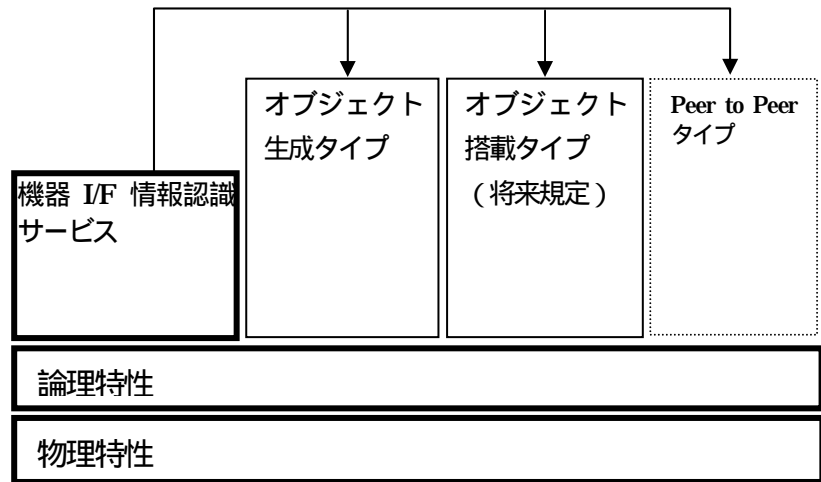 オブジェクト
生成タイプ
オブジェクト
搭載タイプ
（将来規定）
Peer to Peer
タイプ
機器 I/F 情報認識
サービス
論理特性
物理特性